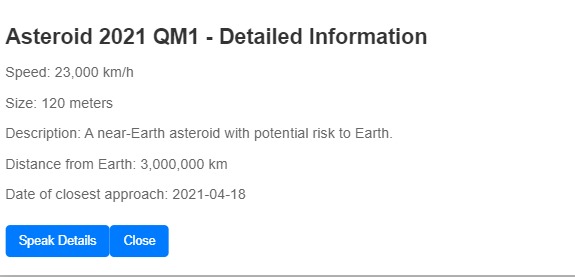 Asteroid 2021 QM1 - Detailed Information
Speed: 23,000 km/h
Size: 120 meters
Description: A near-Earth asteroid with potential risk to Earth.
Distance from Earth: 3,000,000 km
Date of closest approach: 2021-04-18
Speak Details Close